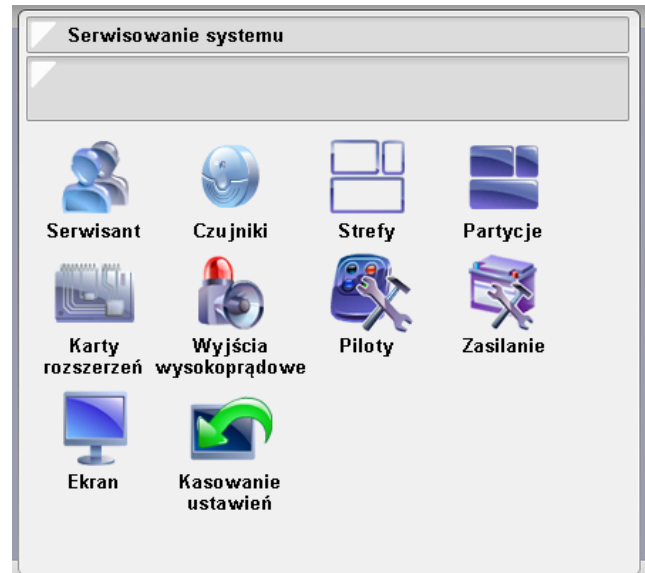 Serwisowanie systemu
Serwisant Czujniki Strefy Partycje
Karty Wyjścia Piloty Zasilanie
rozszerzeń wysokoprądowe
Ekran Kasowanie
ustawień